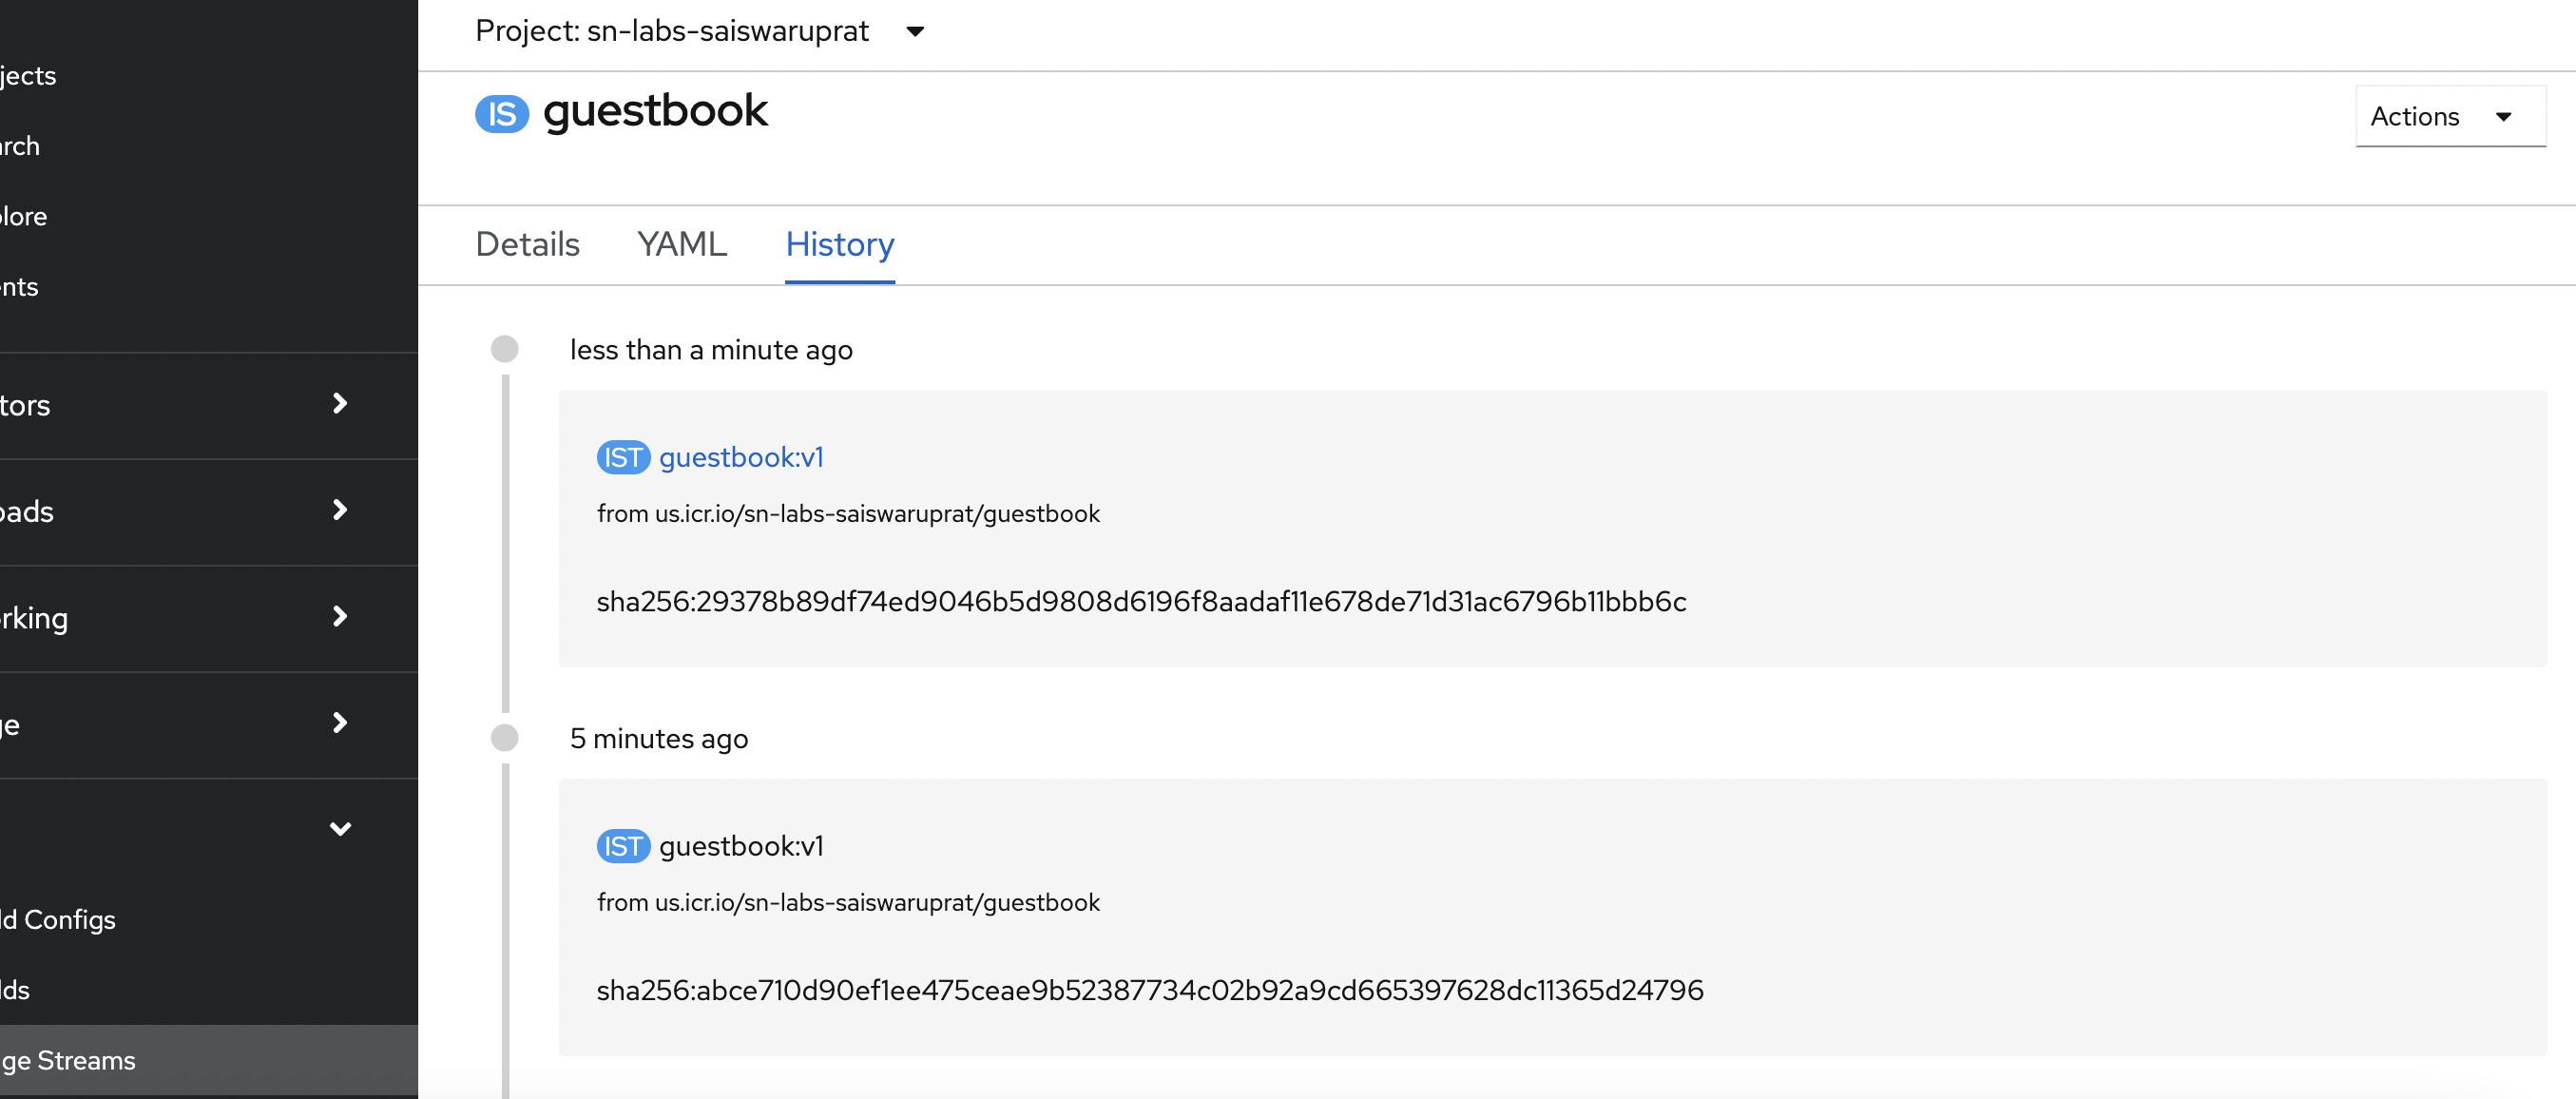 Project: sn-labs-saiswaruprat
IS guestbook
Actions
Details YAML History
jects
arch
lore
ents
tors
oads
rking
ge
ld Configs
lds
ge Streams
less than a minute ago
IST guestbook:v1
from us.icr.io/sn-labs-saiswaruprat/guestbook
sha256:29378b89df74ed9046b5d9808d6196f8aadaf11e678de71d31ac6796b11bbb6c
5 minutes ago
IST guestbook:v1
from us.icr.io/sn-labs-saiswaruprat/guestbook
sha256:abce710d90ef1ee475ceae9b52387734c02b92a9cd665397628dc11365d24796